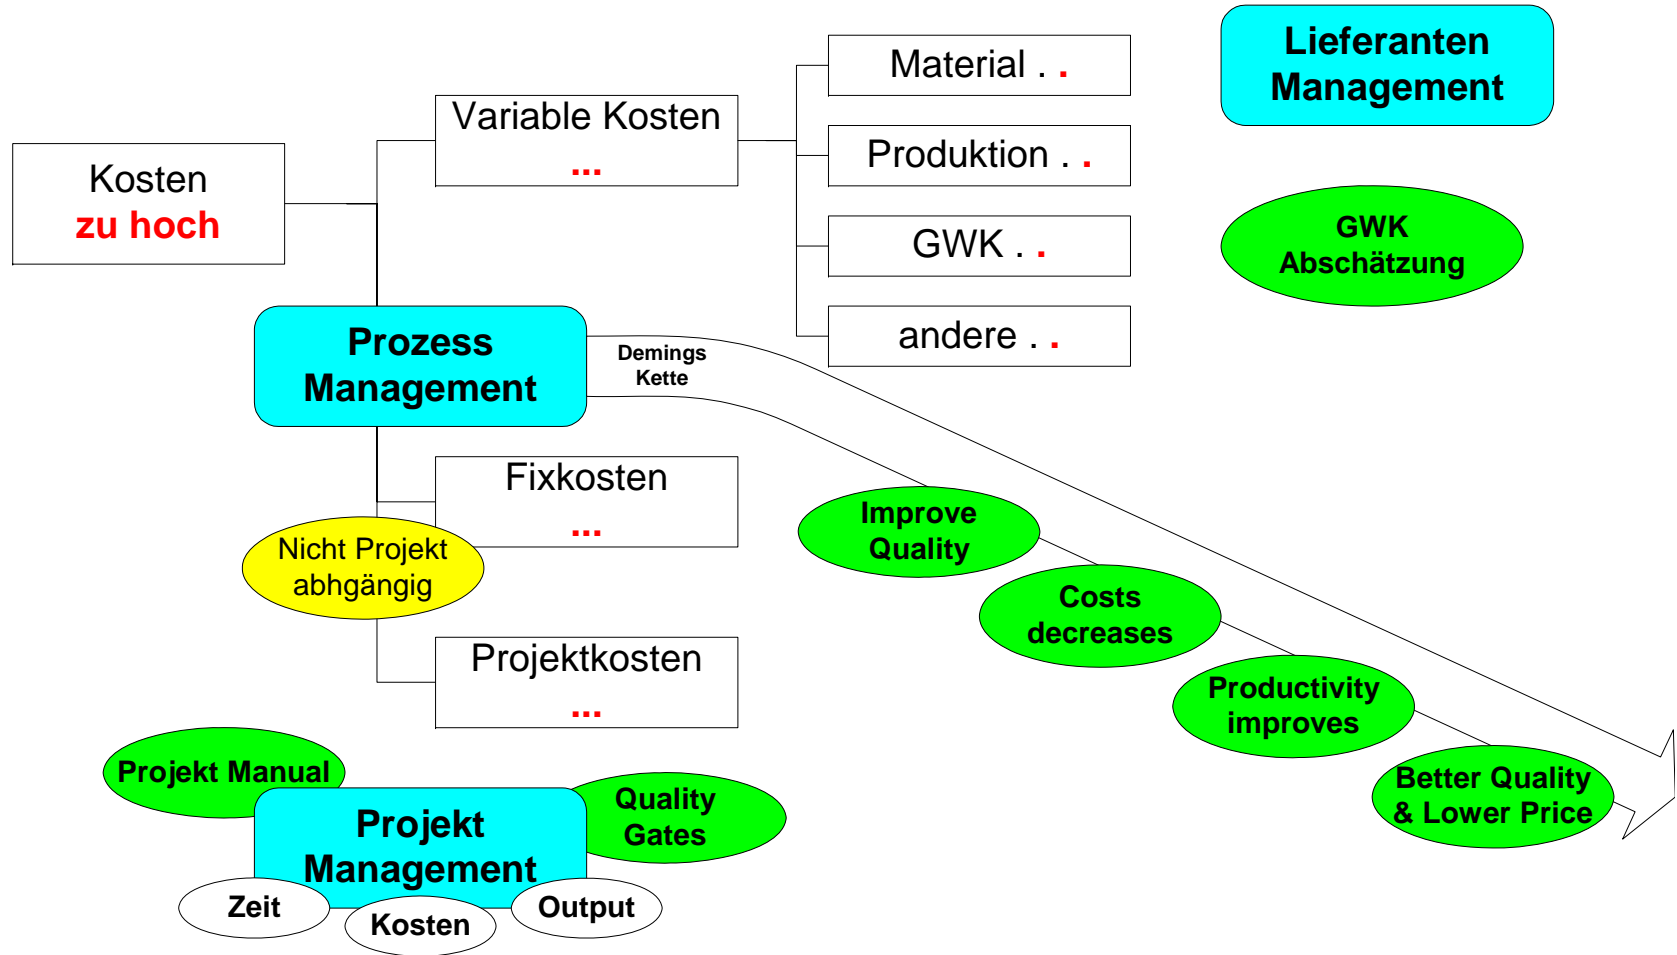 Kosten
zu hoch
Variable Kosten
...
Material . .
Produktion . .
GWK . .
andere . .
Lieferanten
Management
GWK
Abschätzung
Prozess
Management
Demings
Kette
Fixkosten
...
Nicht Projekt
abhgängig
Projektkosten
...
Improve
Quality
Costs
decreases
Productivity
improves
Better Quality
& Lower Price
Projekt Manual
Projekt
Management
Quality
Gates
Zeit
Kosten
Output